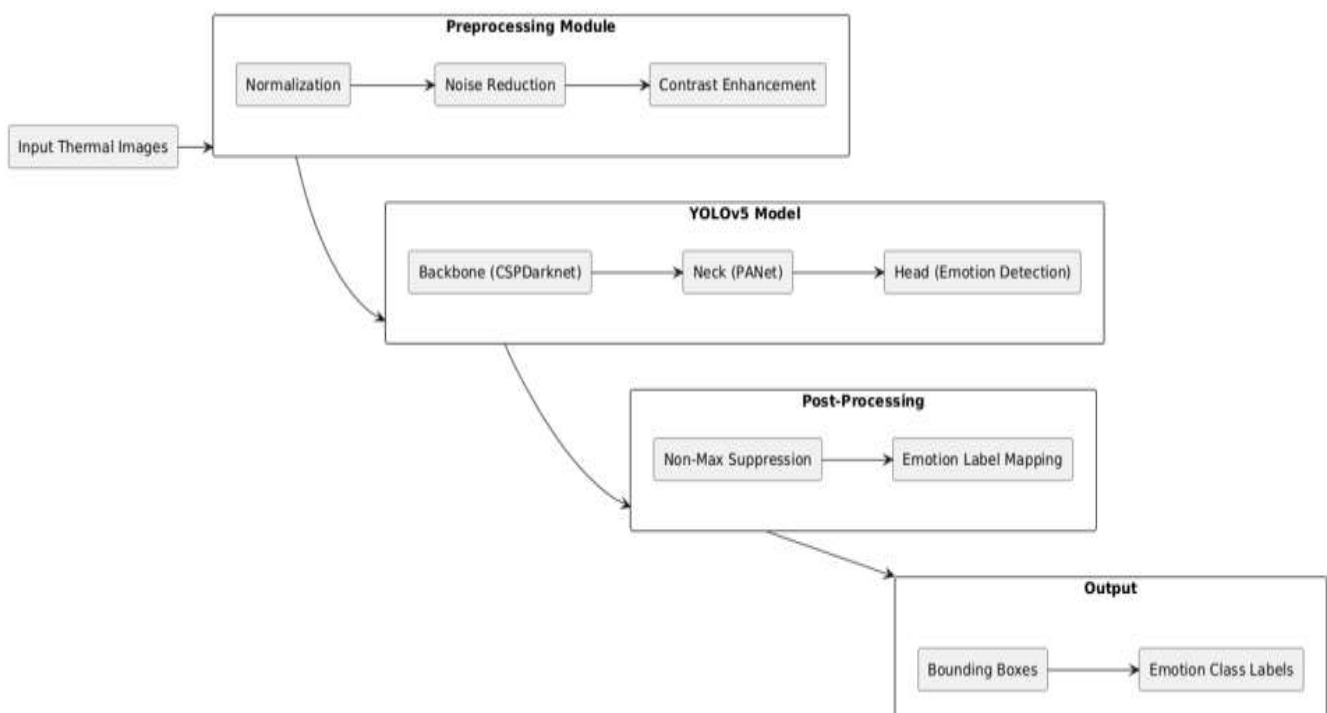 Preprocessing Module
Normalization
Noise Reduction
Contrast Enhancement
Input Thermal Images
YOLOv5 Model
Backbone (CSPDarknet)
Neck (PANet)
Head (Emotion Detection)
Post-Processing
Non-Max Suppression
Emotion Label Mapping
Output
Bounding Boxes
Emotion Class Labels